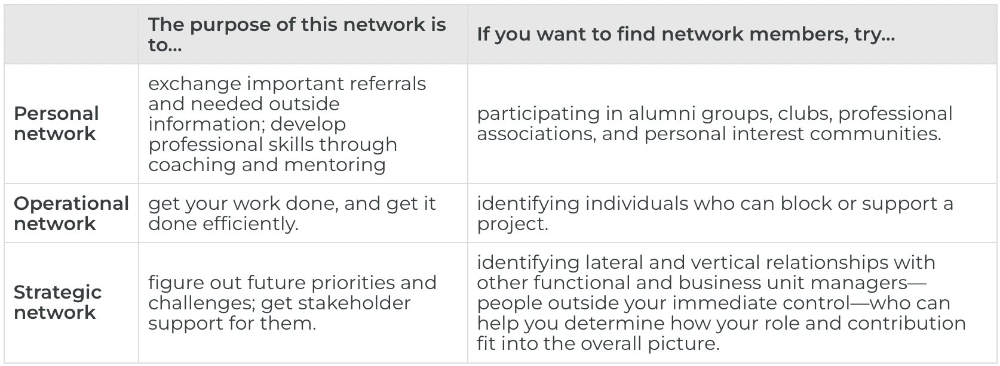 The purpose of this network is
to...
If you want to find network members, try...
Personal
network
exchange important referrals
and needed outside
information; develop
professional skills through
coaching and mentoring
participating in alumni groups, clubs, professional
associations, and personal interest communities.
Operational
network
get your work done, and get it
done efficiently.
identifying individuals who can block or support a
project.
Strategic
network
figure out future priorities and
challenges; get stakeholder
support for them.
identifying lateral and vertical relationships with
other functional and business unit managers—
people outside your immediate control—who can
help you determine how your role and contribution
fit into the overall picture.